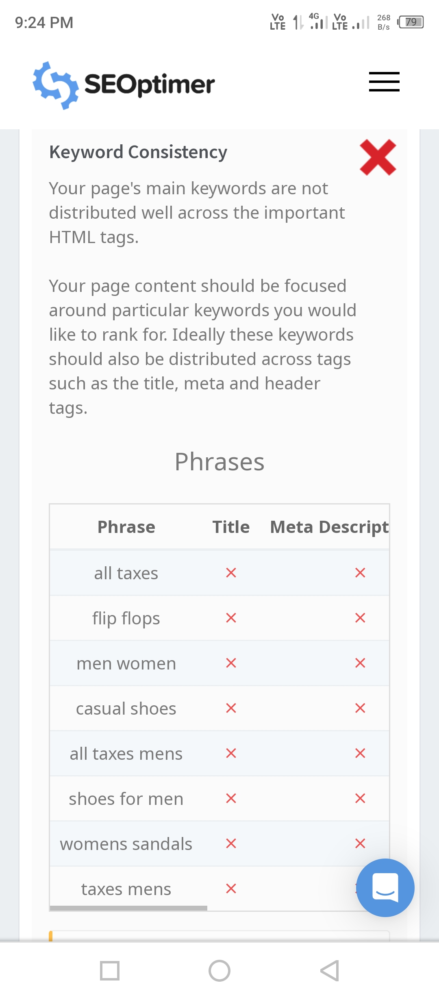 9:24 PM
Vo LTE 4G Vo LTE 268 B/s 79
SEOptimer
Keyword Consistency
Your page's main keywords are not
distributed well across the important
HTML tags.
Your page content should be focused
around particular keywords you would
like to rank for. Ideally these keywords
should also be distributed across tags
such as the title, meta and header
tags.
Phrases
Phrase Title Meta Descript
all taxes
flip flops
men women
casual shoes
all taxes mens
shoes for men
womens sandals
taxes mens